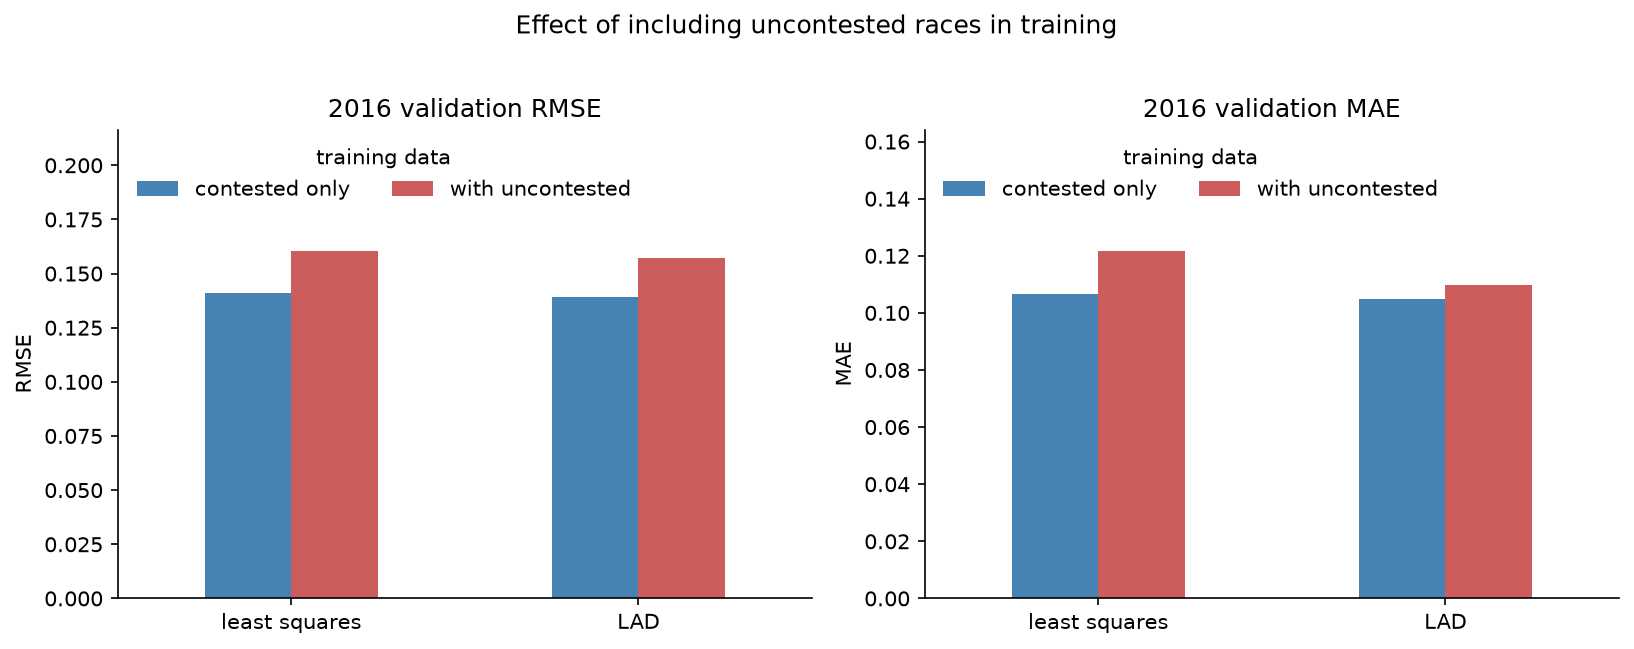 Effect of including uncontested races in training
2016 validation RMSE
training data
contested only
with uncontested
RMSE
0.200
0.175
0.150
0.125
0.100
0.075
0.050
0.025
0.000
least squares
LAD
2016 validation MAE
training data
contested only
with uncontested
MAE
0.16
0.14
0.12
0.10
0.08
0.06
0.04
0.02
0.00
least squares
LAD